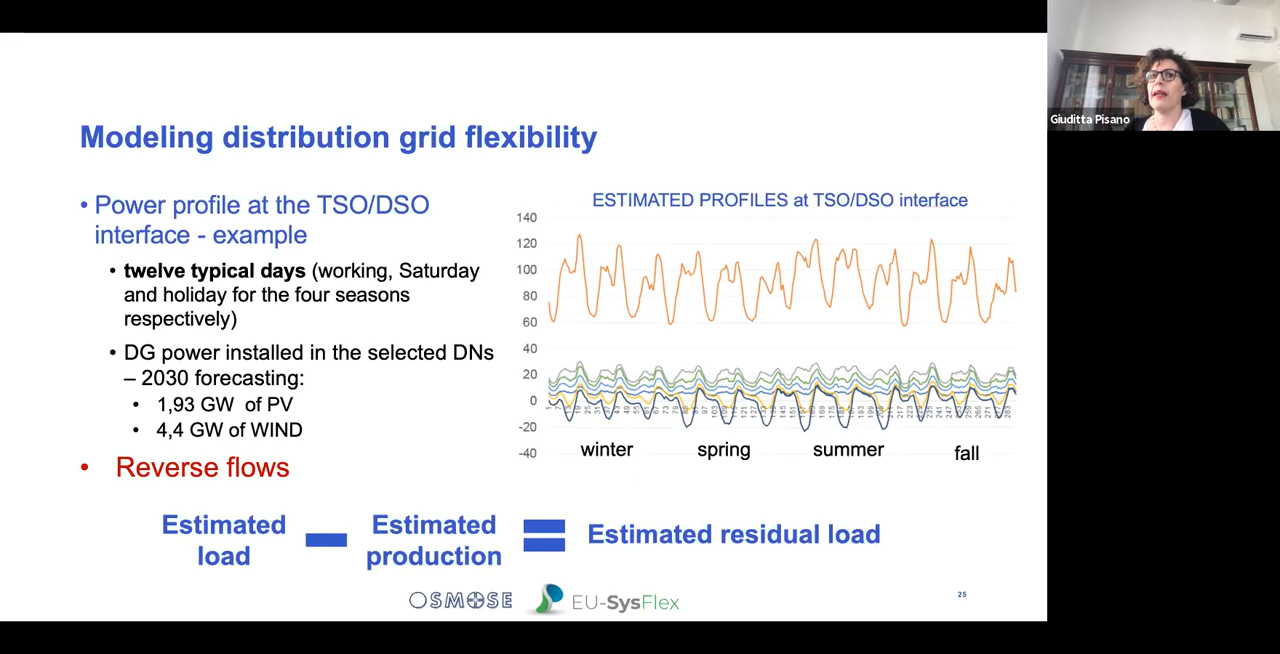 Modeling distribution grid flexibility
• Power profile at the TSO/DSO
interface - example
• twelve typical days (working, Saturday
and holiday for the four seasons
respectively)
• DG power installed in the selected DNs
– 2030 forecasting:
• 1,93 GW of PV
• 4,4 GW of WIND
• Reverse flows
ESTIMATED PROFILES at TSO/DSO interface
140
120
100
80
60
40
20
0
-20
-40
winter spring summer fall
Estimated
load
Estimated
production
Estimated residual load
OSMOSE
EU-SysFlex
25
Giuditta Pisano